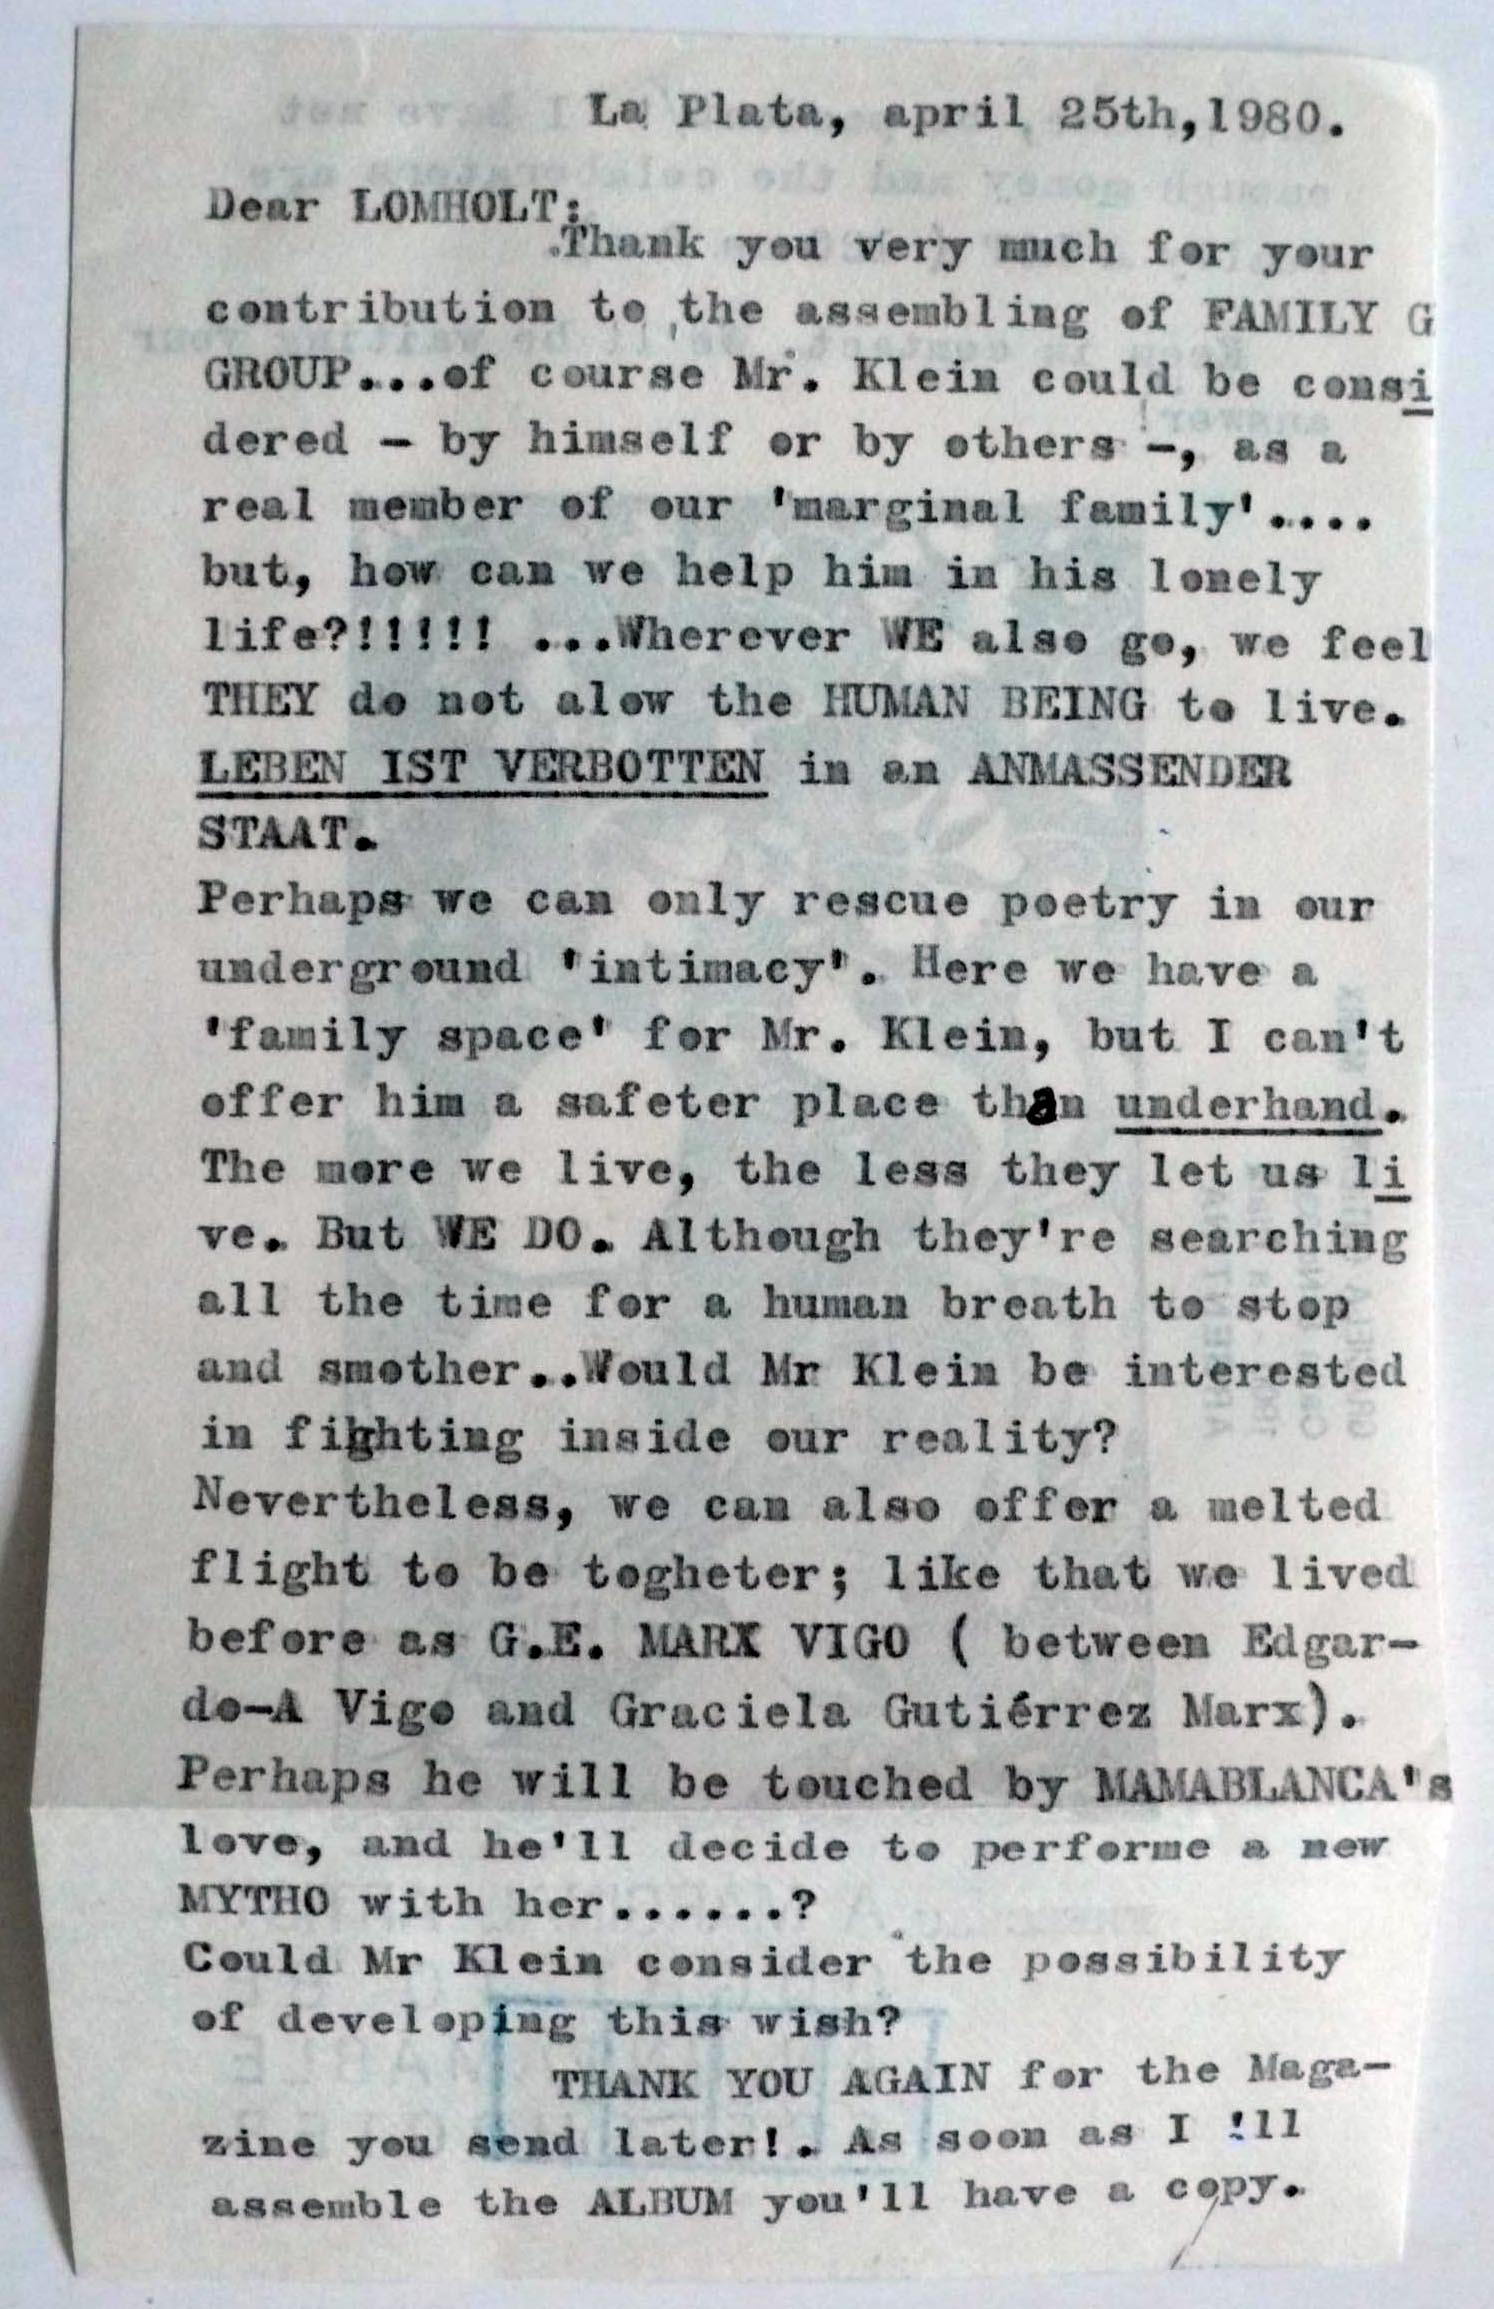 La Plata, april 25th,1980.
Dear LOMHOLT:
.Thank you very much for your
contribution to the assembling of FAMILY G
GROUP...of course Mr. Klein could be consi
dered - by himself or by others -, as a
real member of our 'marginal family'....
but, how can we help him in his lonely
life?!!!!! ...Wherever WE also go, we feel
THEY do not alow the HUMAN BEING to live.
LEBEN IST VERBOTTEN in an ANMASSENDER
STAAT.
Perhaps we can only rescue poetry in our
underground 'intimacy'. Here we have a
'family space' for Mr. Klein, but I can't
offer him a safeter place than underhand.
The more we live, the less they let us li
ve. But WE DO. Although they're searching
all the time for a human breath to stop
and smother..Would Mr Klein be interested
in fighting inside our reality?
Nevertheless, we can also offer a melted
flight to be togheter; like that we lived
before as G.E. MARX VIGO ( between Edgar-
do-A Vigo and Graciela Gutiérrez Marx).
Perhaps he will be touched by MAMABLANCA's
love, and he'll decide to performe a new
MYTHO with her......?
Could Mr Klein consider the possibility
of developing this wish?
THANK YOU AGAIN for the Maga-
zine you send later!. As soon as I !ll
assemble the ALBUM you'll have a copy.